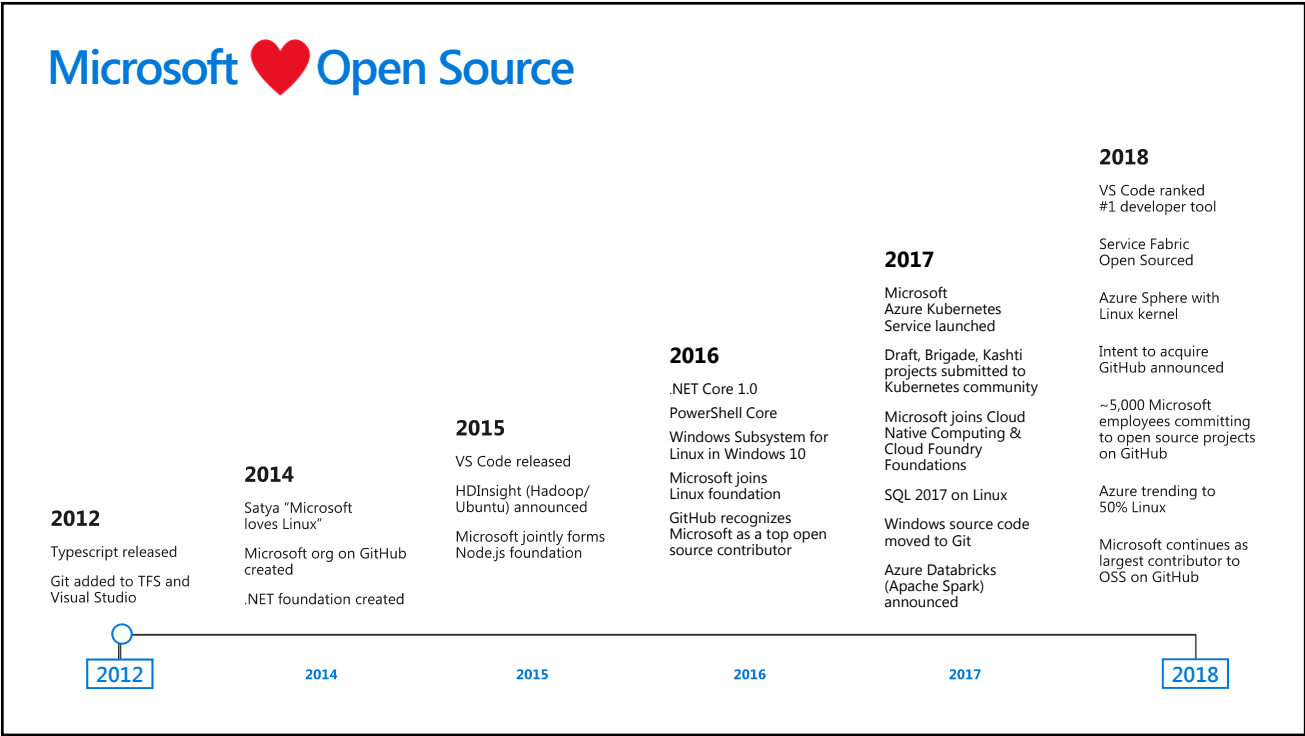 Microsoft Open Source
2012
Typescript released
Git added to TFS and
Visual Studio
2014
Satya “Microsoft
loves Linux”
Microsoft org on GitHub
created
.NET foundation created
2015
VS Code released
HDInsight (Hadoop/
Ubuntu) announced
Microsoft jointly forms
Node.js foundation
2016
.NET Core 1.0
PowerShell Core
Windows Subsystem for
Linux in Windows 10
Microsoft joins
Linux foundation
GitHub recognizes
Microsoft as a top open
source contributor
2017
Microsoft
Azure Kubernetes
Service launched
Draft, Brigade, Kashti
projects submitted to
Kubernetes community
Microsoft joins Cloud
Native Computing &
Cloud Foundry
Foundations
SQL 2017 on Linux
Windows source code
moved to Git
Azure Databricks
(Apache Spark)
announced
2018
VS Code ranked
#1 developer tool
Service Fabric
Open Sourced
Azure Sphere with
Linux kernel
Intent to acquire
GitHub announced
~5,000 Microsoft
employees committing
to open source projects
on GitHub
Azure trending to
50% Linux
Microsoft continues as
largest contributor to
OSS on GitHub
2012
2014
2015
2016
2017
2018